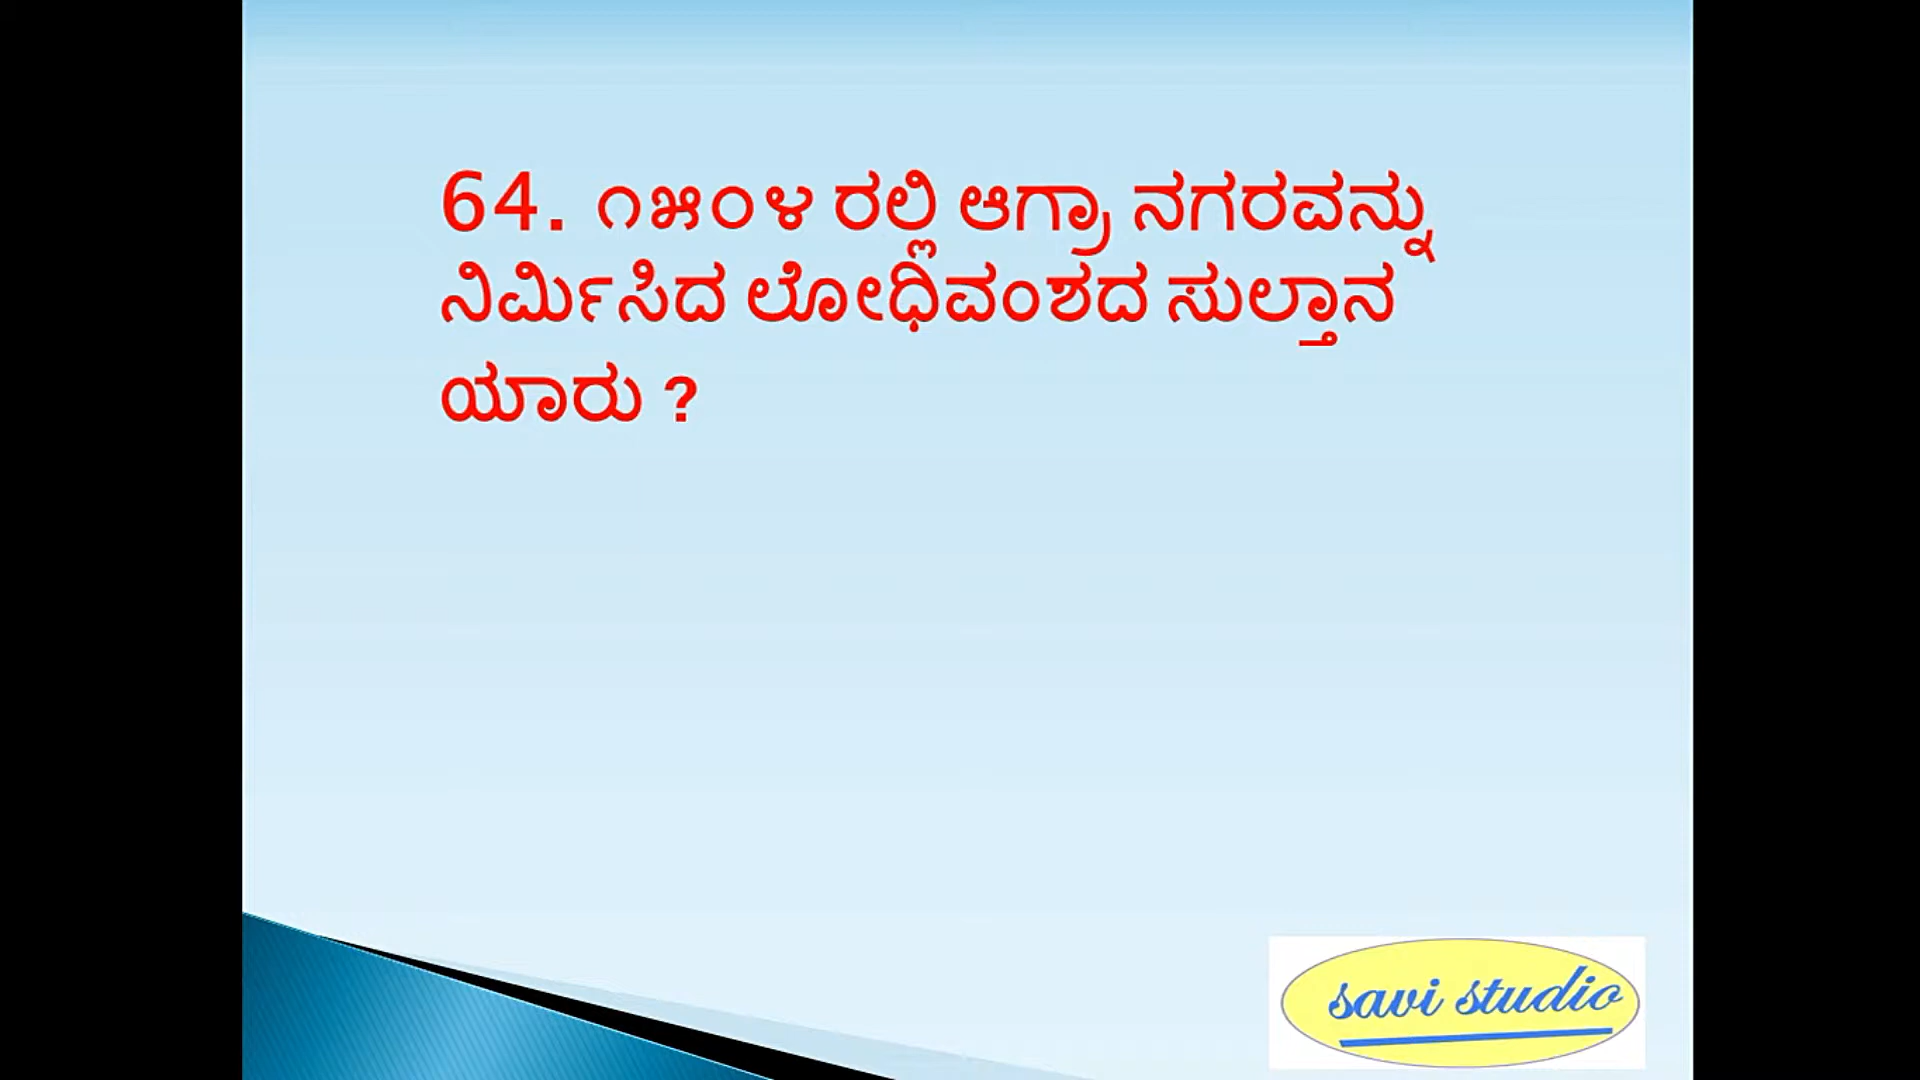 64. ೧೫೦೪ ರಲ್ಲಿ ಆಗ್ರಾ ನಗರವನ್ನು
ನಿರ್ಮಿಸಿದ ಲೋಧಿವಂಶದ ಸುಲ್ತಾನ
ಯಾರು ?
savi studio